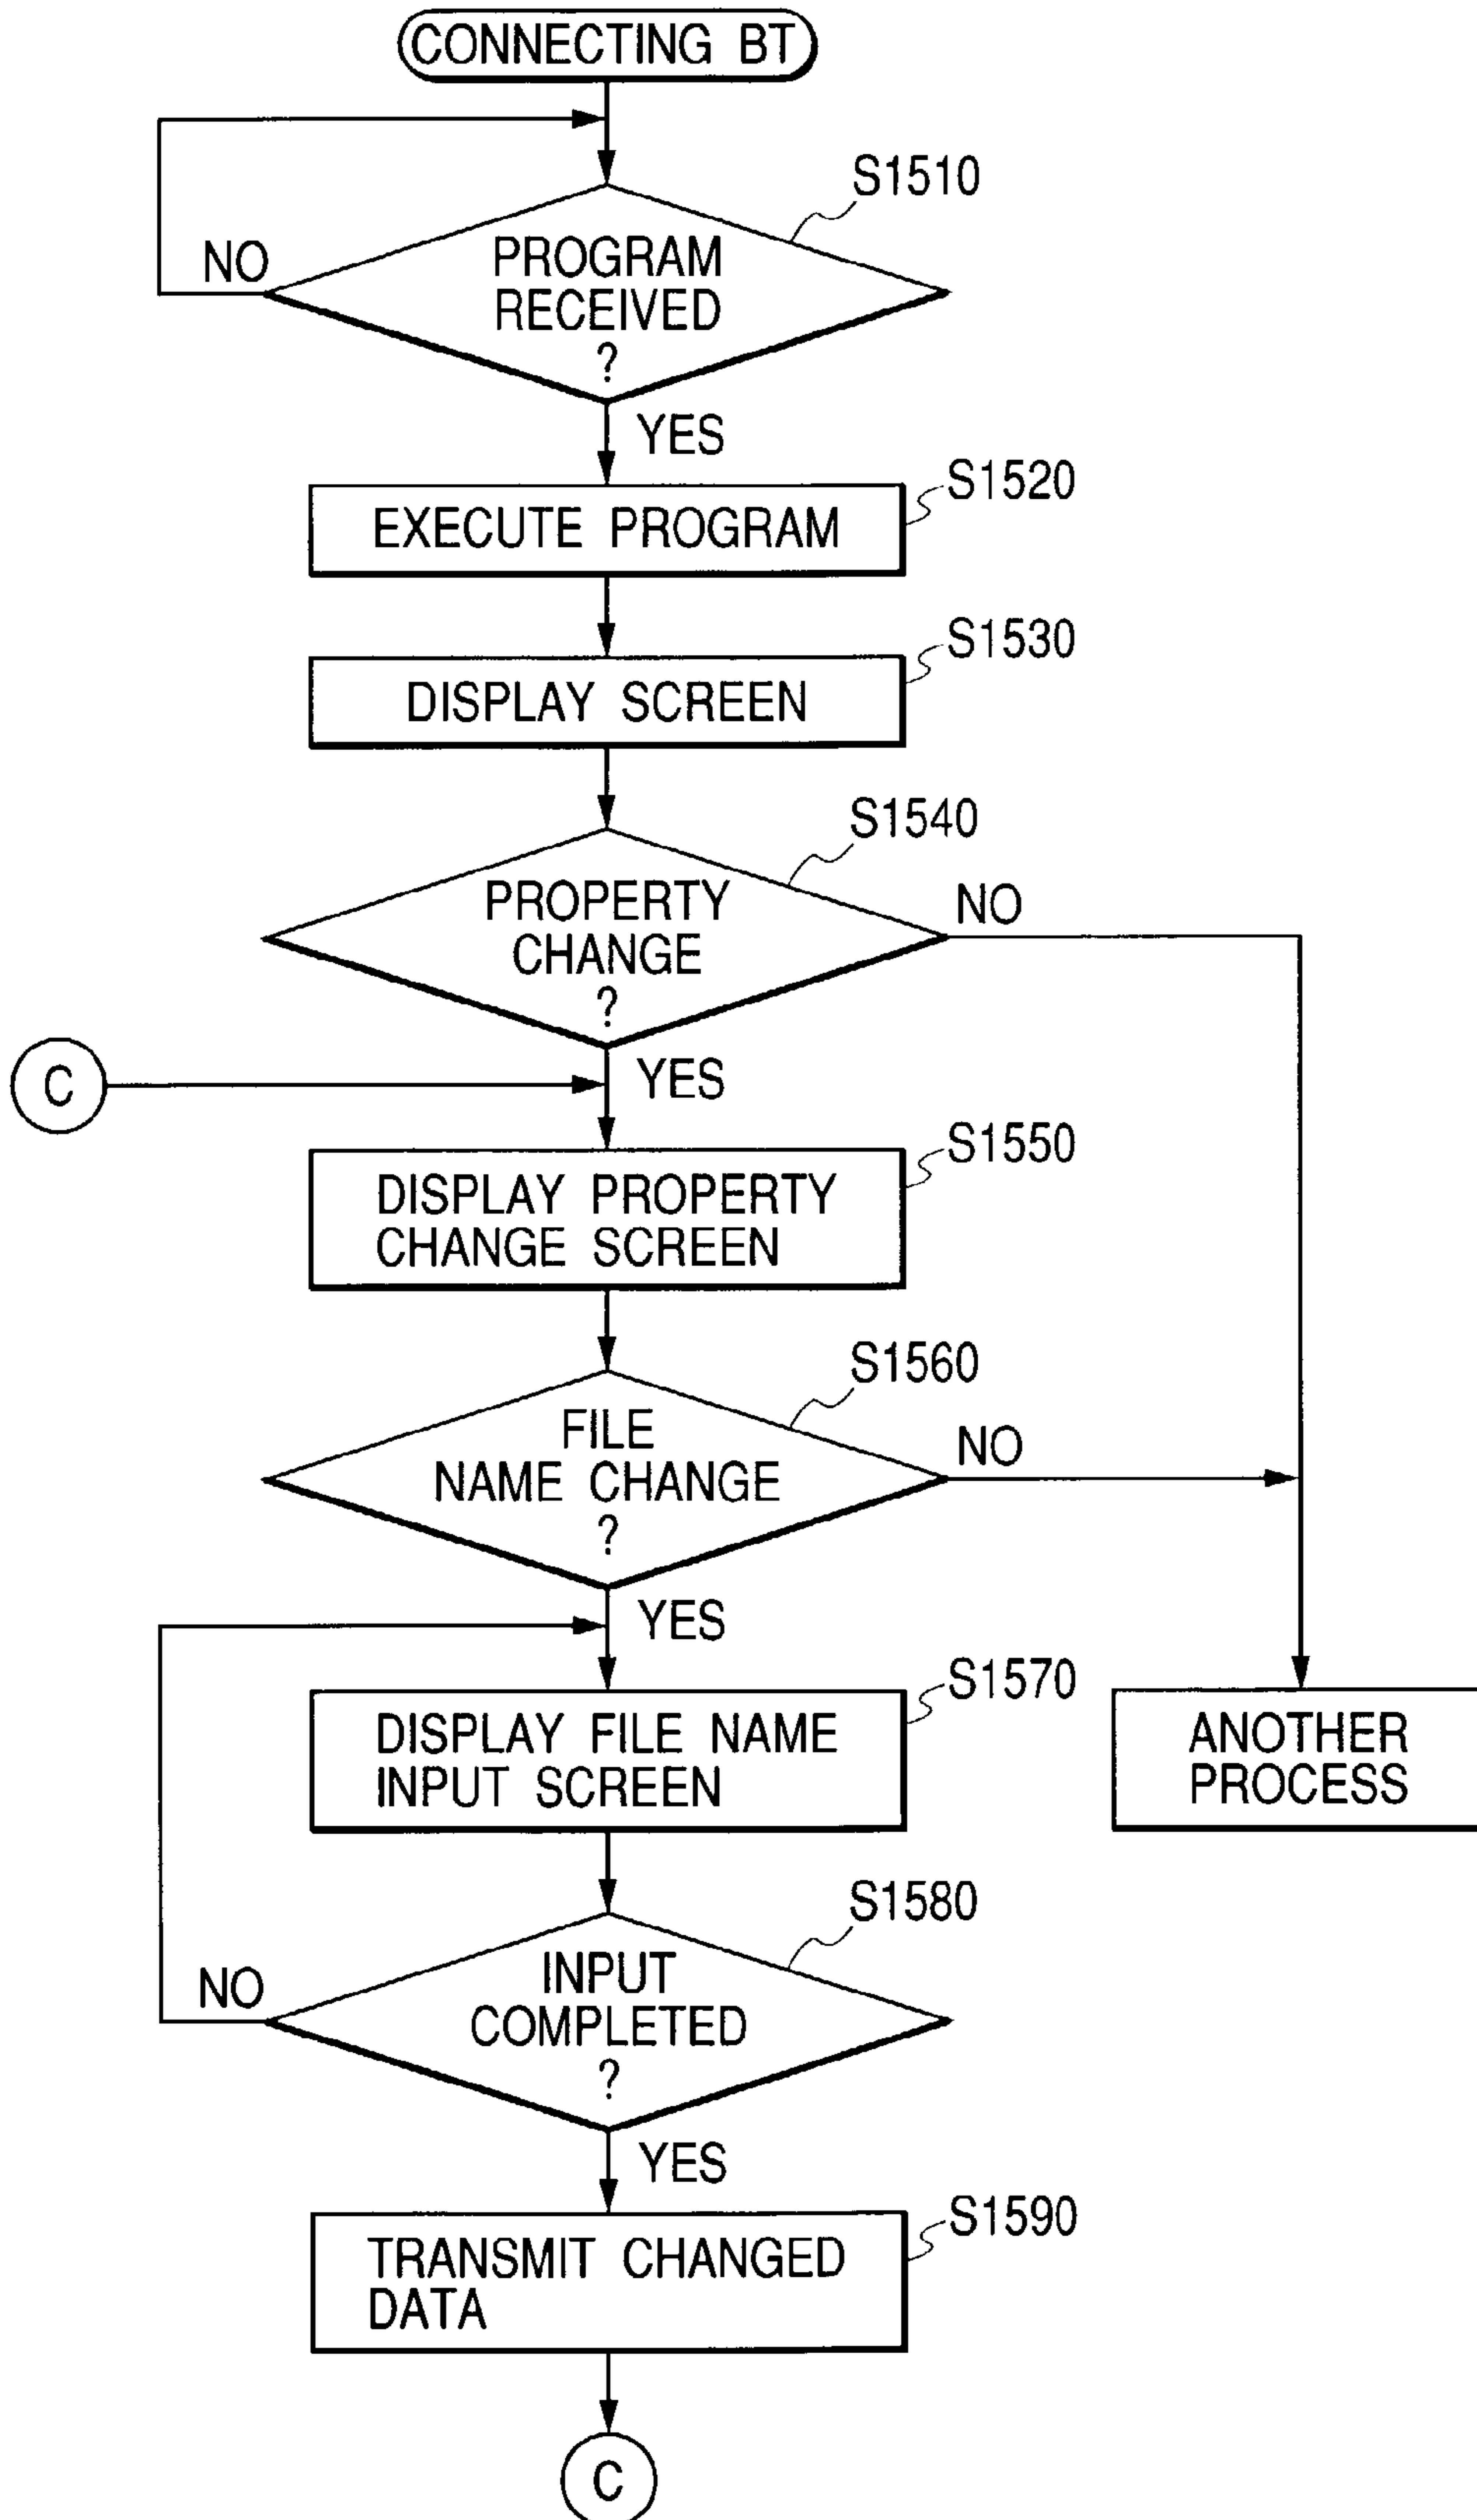 CONNECTING BT
S1510
NO
PROGRAM
RECEIVED
?
YES
S1520
EXECUTE PROGRAM
S1530
DISPLAY SCREEN
S1540
PROPERTY
CHANGE
?
NO
C
YES
S1550
DISPLAY PROPERTY
CHANGE SCREEN
S1560
FILE
NAME CHANGE
?
NO
YES
S1570
DISPLAY FILE NAME
INPUT SCREEN
ANOTHER
PROCESS
S1580
NO
INPUT
COMPLETED
?
YES
S1590
TRANSMIT CHANGED
DATA
C